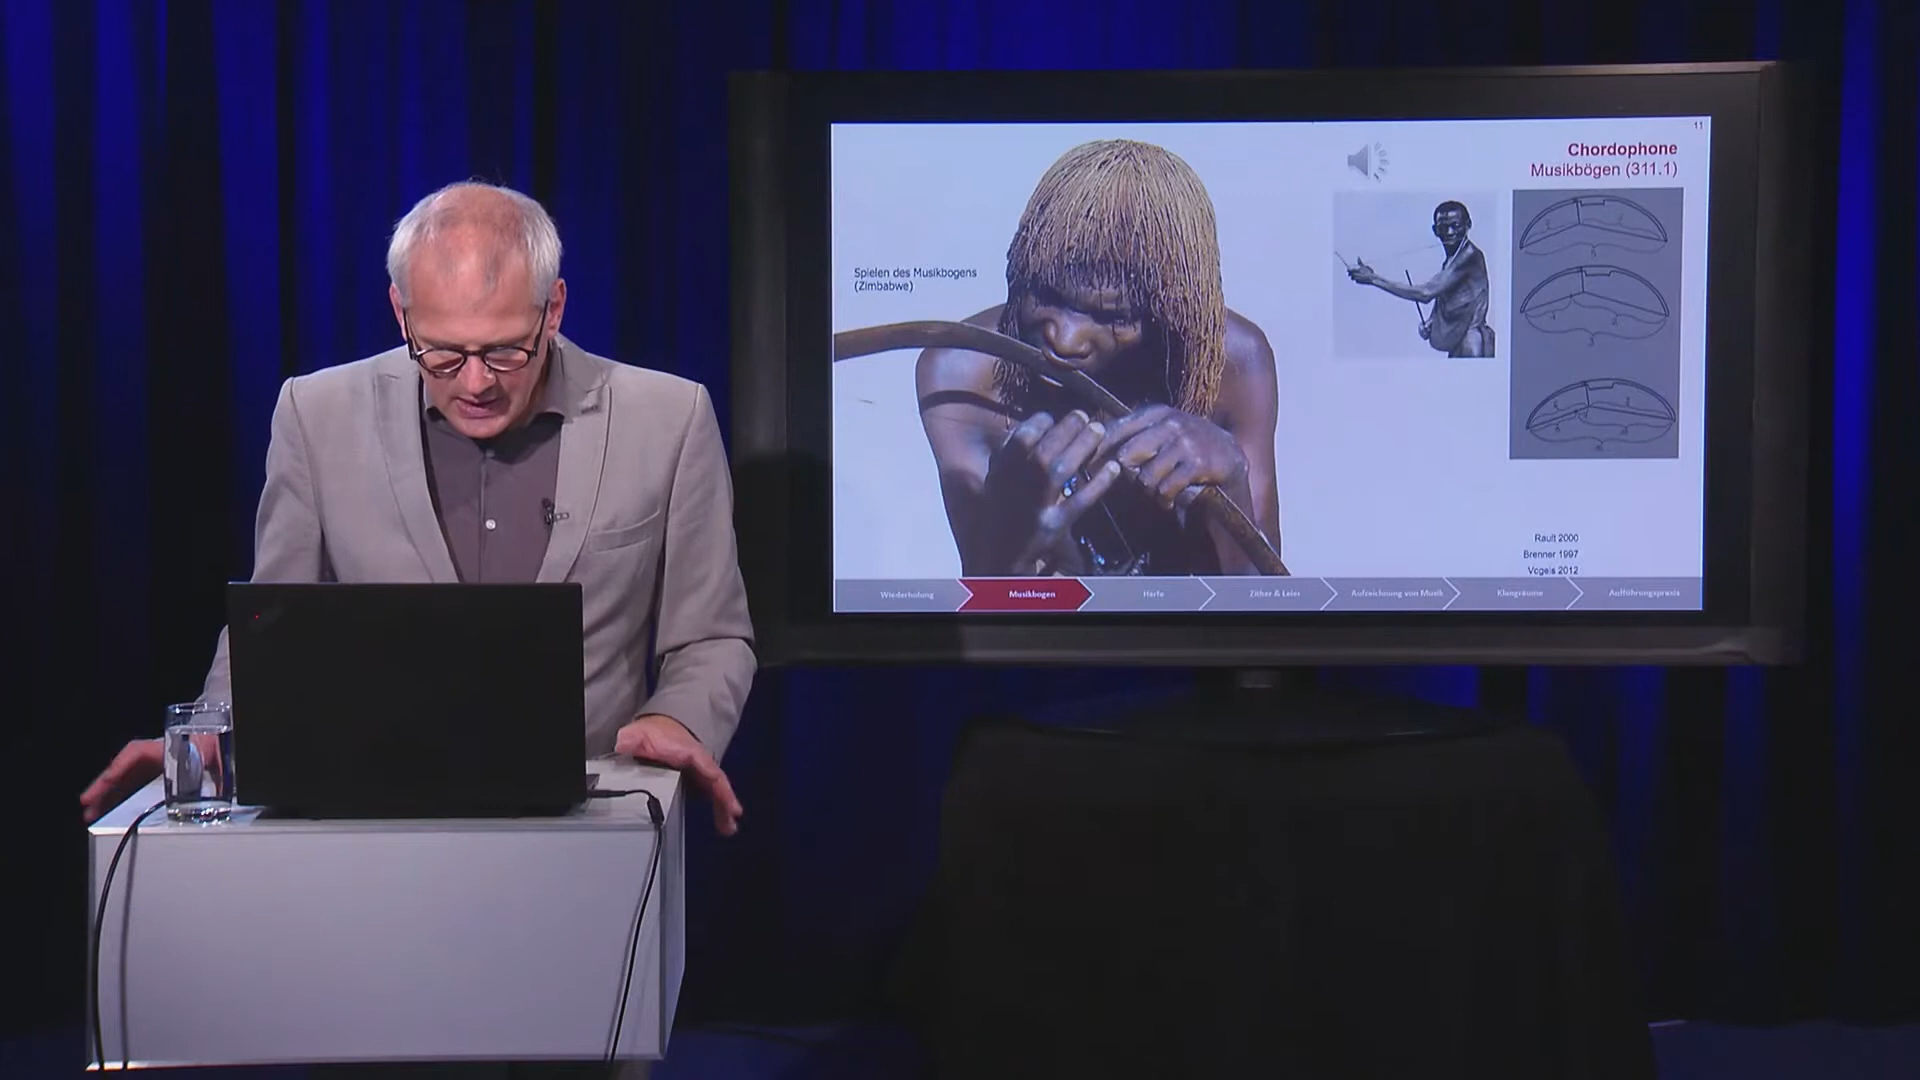 11
Chordophone
Musikbögen (311.1)
Spielen des Musikbogens
(Zimbabwe)
Rault 2000
Brenner 1997
Vogels 2012
Wiederholung
Musikbogen
Harfe
Zither & Leier
Aufzeichnung von Musik
Klangräume
Aufführungspraxis